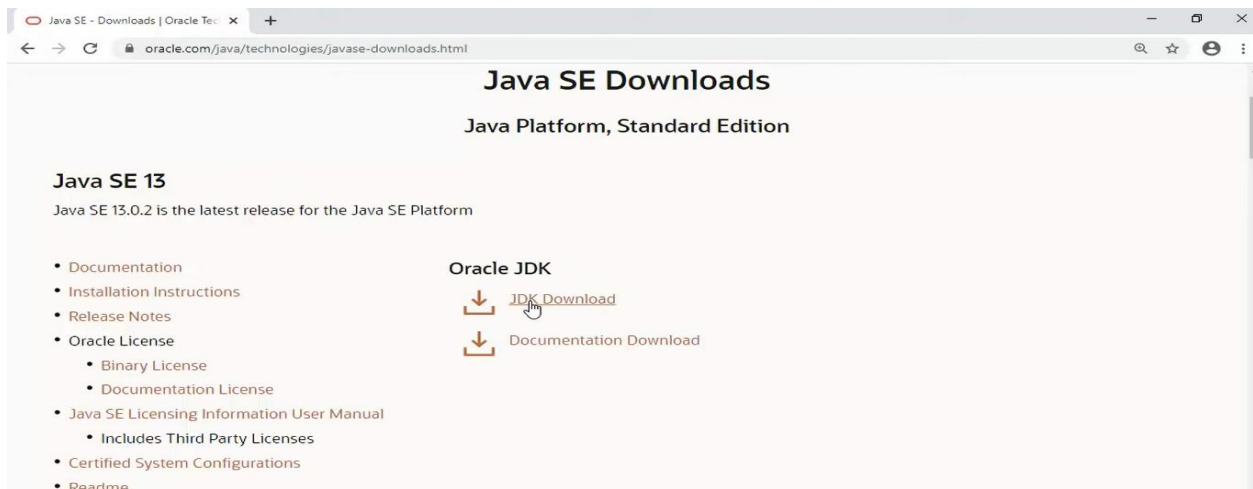 Java SE - Downloads | Oracle Tec
oracle.com/java/technologies/javase-downloads.html
Java SE Downloads
Java Platform, Standard Edition
Java SE 13
Java SE 13.0.2 is the latest release for the Java SE Platform
• Documentation
• Installation Instructions
• Release Notes
• Oracle License
• Binary License
• Documentation License
• Java SE Licensing Information User Manual
• Includes Third Party Licenses
• Certified System Configurations
• Readme
Oracle JDK
JDK Download
Documentation Download